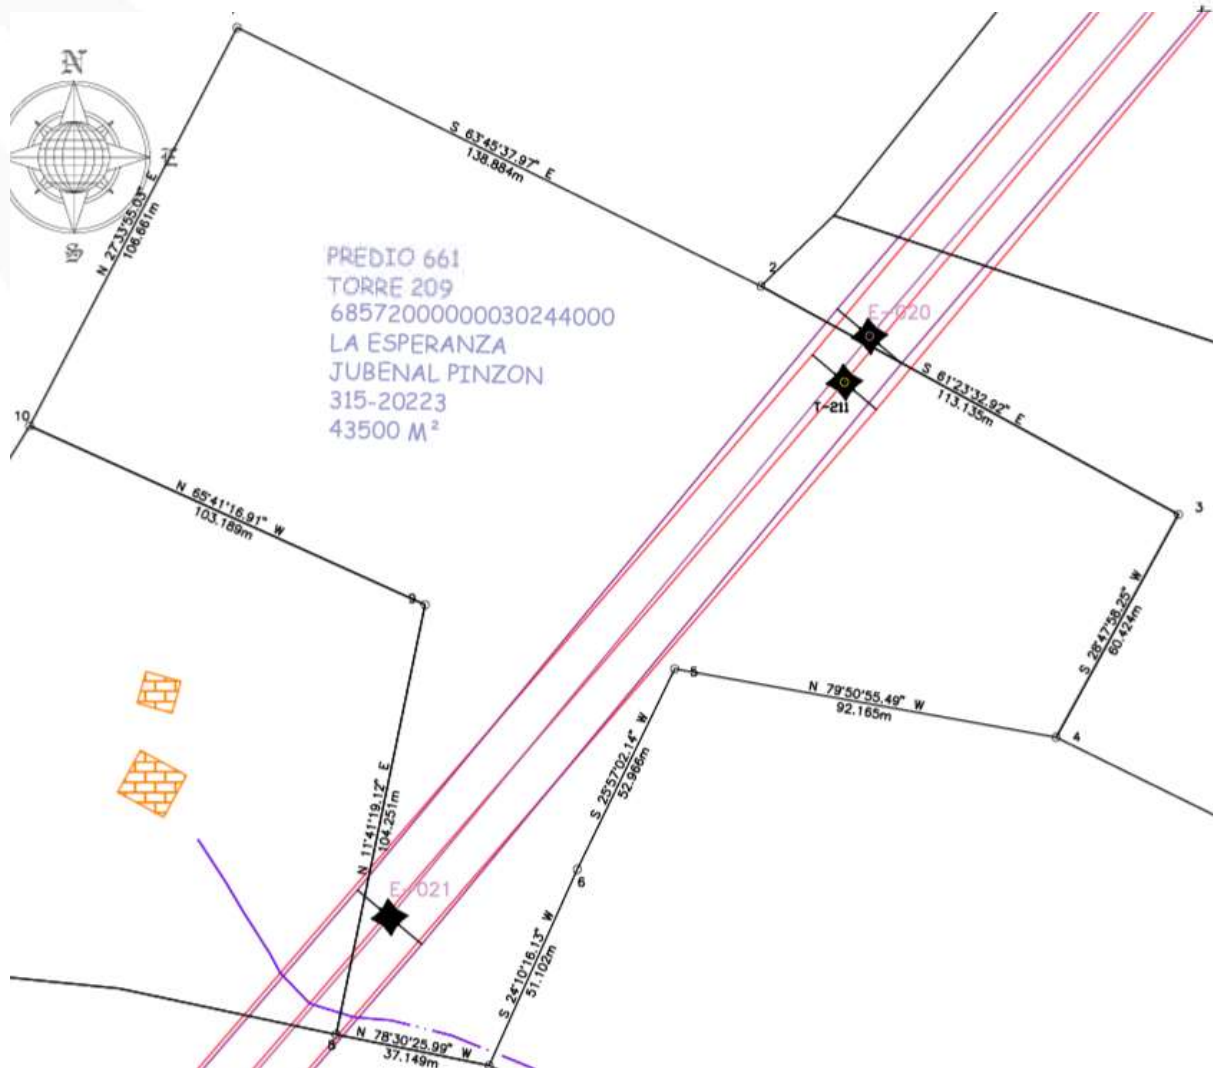 N
E
S
S 63°45'37.97" E
138.884m
N 27°33'55.03" E
106.661m
PREDIO 661
TORRE 209
68572000000030244000
LA ESPERANZA
JUBENAL PINZON
315-20223
43500 M²
2
E-020
T-211
S 61°23'32.92" E
113.135m
3
10
N 65°41'16.91" W
103.189m
9
S 28°47'58.25" W
60.424m
5
N 79°50'55.49" W
92.165m
4
S 25°57'02.14" W
52.966m
N 11°41'19.12" E
104.251m
6
E-021
S 24°10'16.13" W
51.102m
8
N 78°30'25.99" W
37.149m